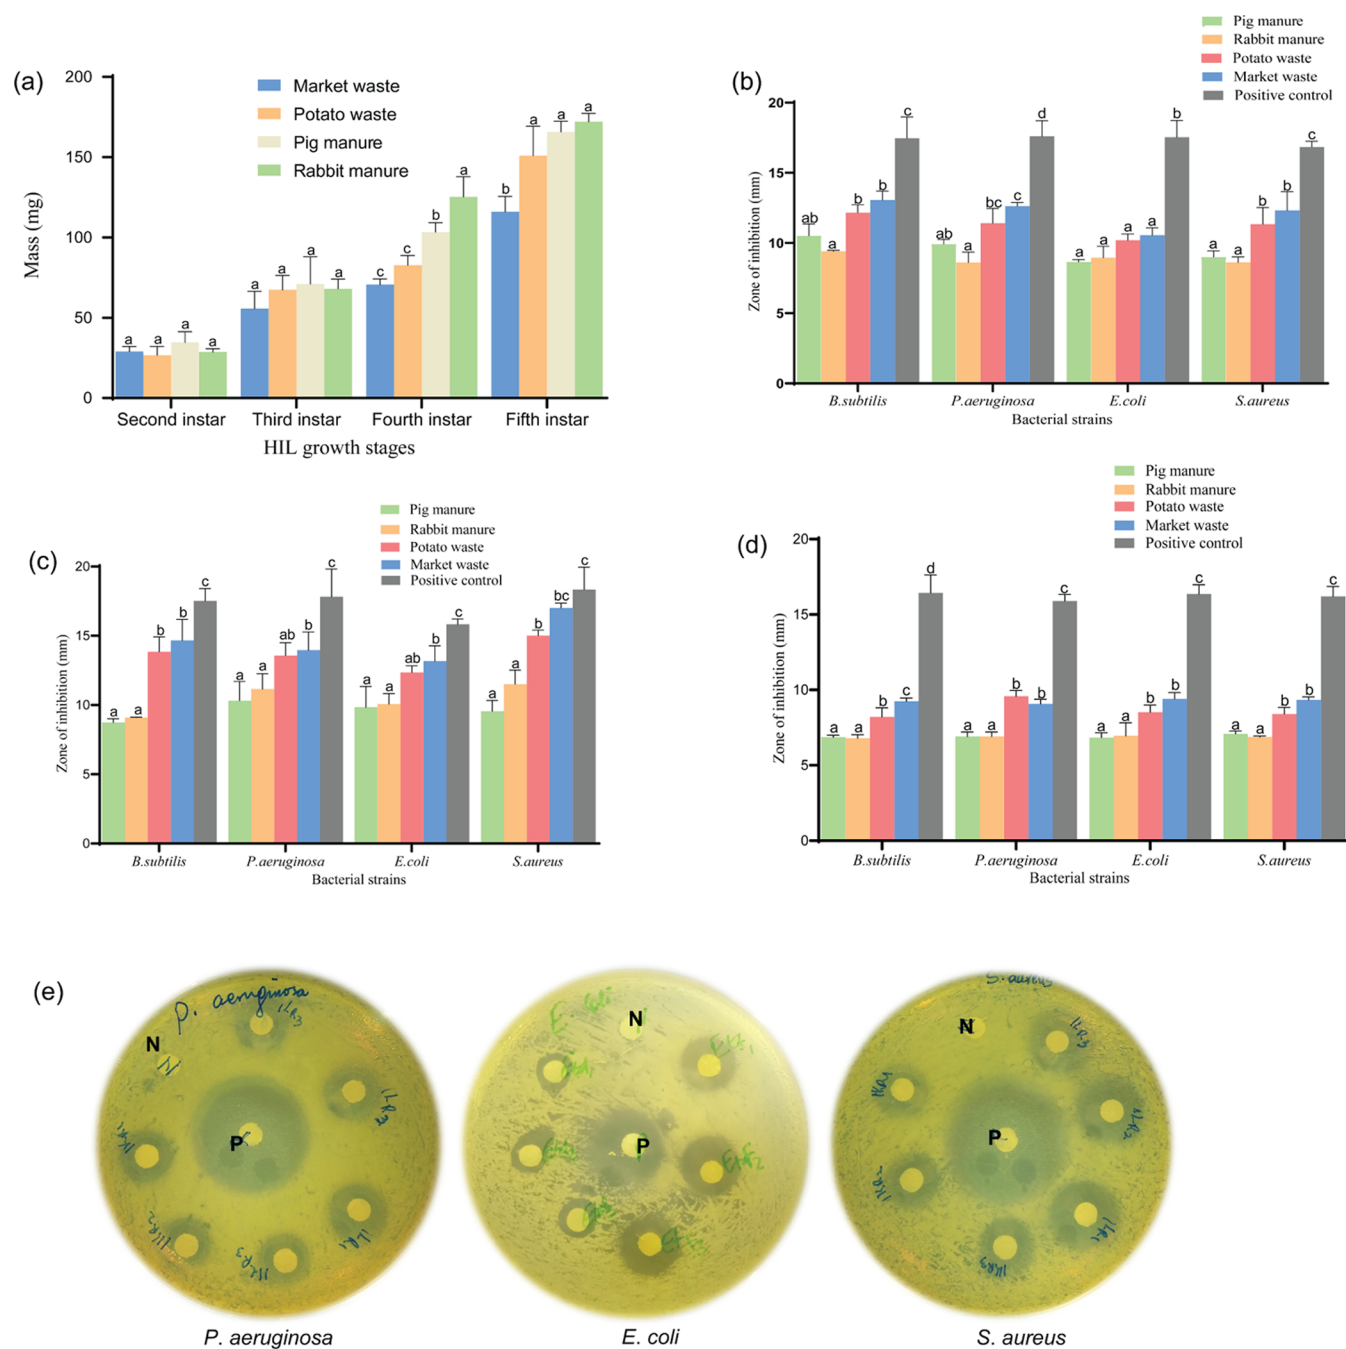 (a)
200
150
100
50
0
Mass (mg)
Market waste
Potato waste
Pig manure
Rabbit manure
a a a a
a a a a
c c b a
b a a a
Second instar Third instar Fourth instar Fifth instar
HIL growth stages
(b)
Pig manure
Rabbit manure
Potato waste
Market waste
Positive control
20
15
10
5
0
Zone of inhibition (mm)
ab a b b c
ab a bc c d
a a a a b
a a b b c
B.subtilis P.aeruginosa E.coli S.aureus
Bacterial strains
(c)
Pig manure
Rabbit manure
Potato waste
Market waste
Positive control
20
15
10
5
0
Zone of inhibition (mm)
a a b b c
a a ab b c
a a ab b c
a a b bc c
B.subtilis P.aeruginosa E.coli S.aureus
Bacterial strains
(d)
Pig manure
Rabbit manure
Potato waste
Market waste
Positive control
20
15
10
5
0
Zone of inhibition (mm)
a a b c d
a a b b c
a a b b c
a a b b c
B.subtilis P.aeruginosa E.coli S.aureus
Bacterial strains
(e)
P. aeruginosa
N
N
P
E. coli
N
P
S. aureus
N
P
P. aeruginosa E. coli S. aureus